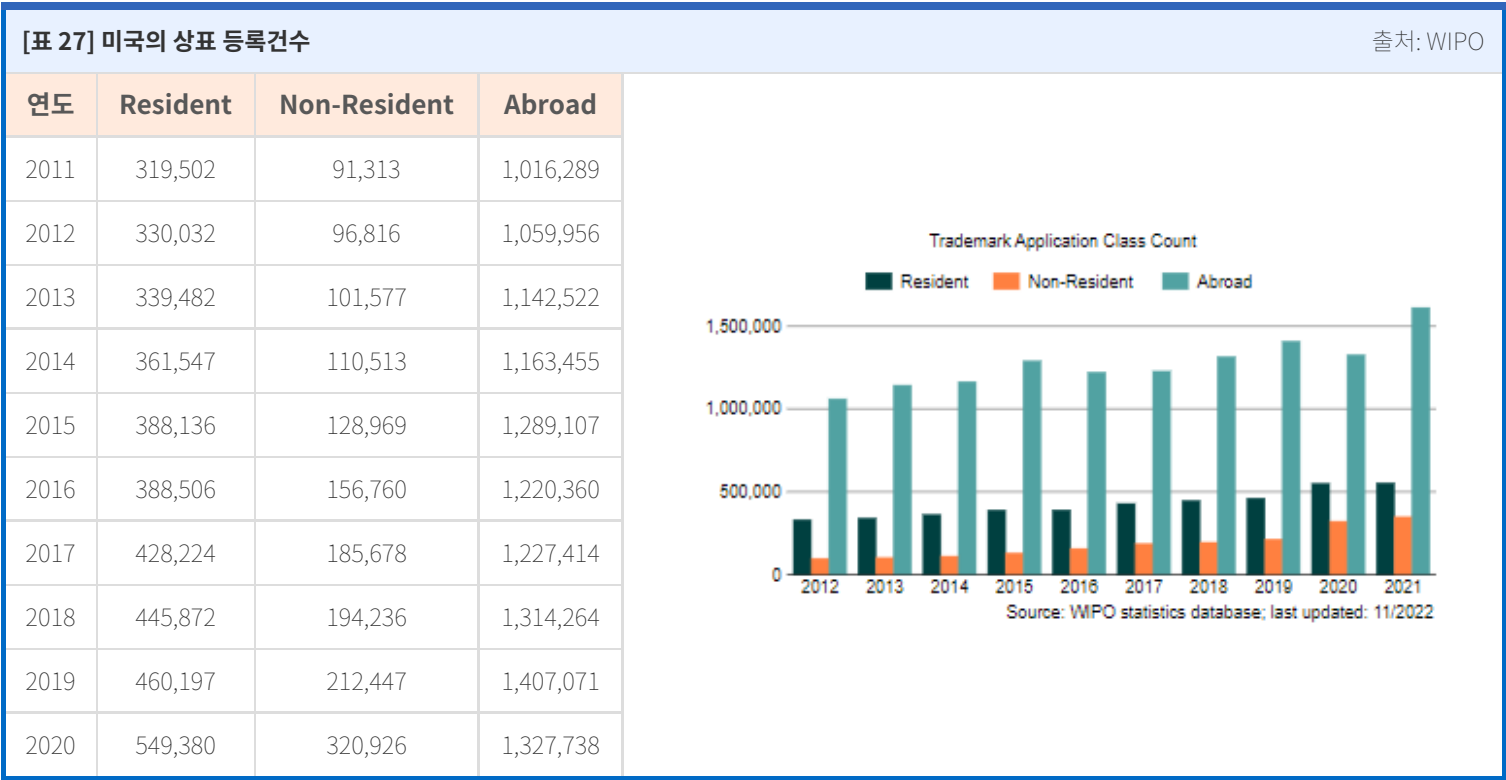 [표 27] 미국의 상표 등록건수 출처: WIPO
연도 Resident Non-Resident Abroad
2011 319,502 91,313 1,016,289
2012 330,032 96,816 1,059,956
2013 339,482 101,577 1,142,522
2014 361,547 110,513 1,163,455
2015 388,136 128,969 1,289,107
2016 388,506 156,760 1,220,360
2017 428,224 185,678 1,227,414
2018 445,872 194,236 1,314,264
2019 460,197 212,447 1,407,071
2020 549,380 320,926 1,327,738
Trademark Application Class Count
Resident Non-Resident Abroad
1,500,000
1,000,000
500,000
0
2012 2013 2014 2015 2016 2017 2018 2019 2020 2021
Source: WIPO statistics database; last updated: 11/2022